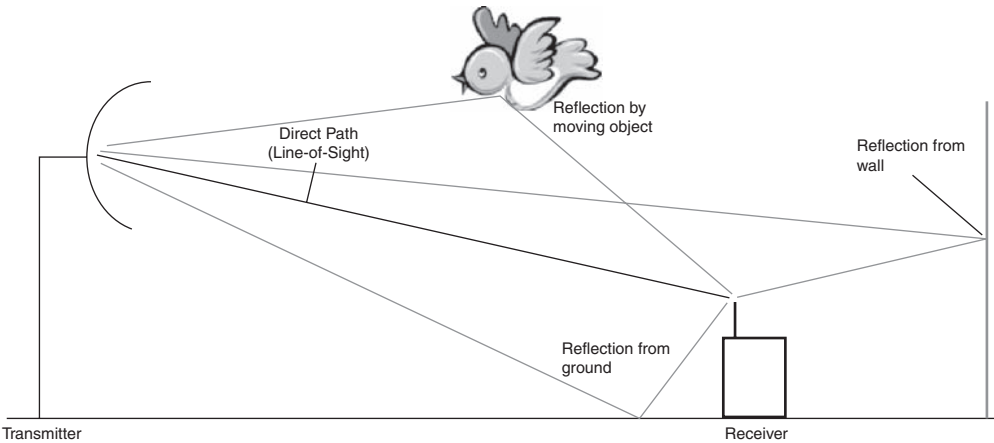 Reflection by
moving object
Direct Path
(Line-of-Sight)
Reflection from
wall
Reflection from
ground
Transmitter
Receiver